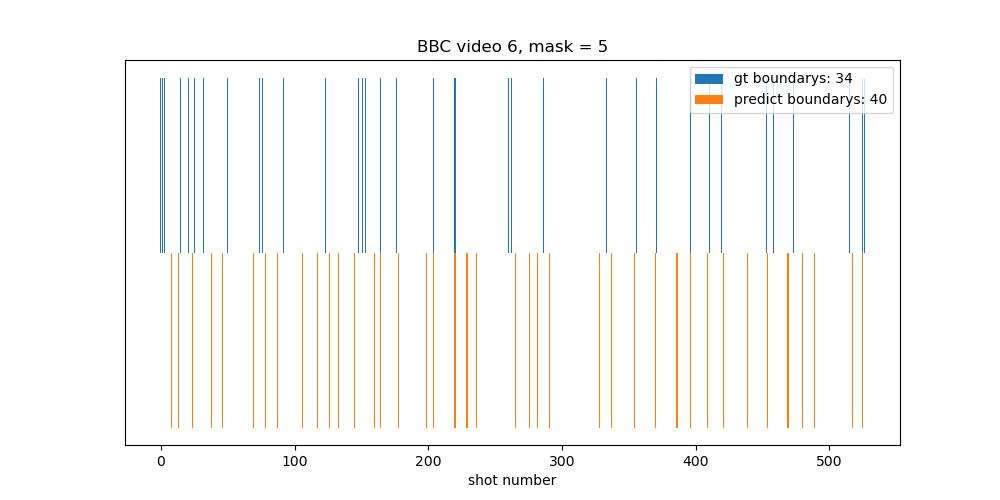 BBC video 6, mask = 5
gt boundarys: 34
predict boundarys: 40
0 100 200 300 400 500
shot number